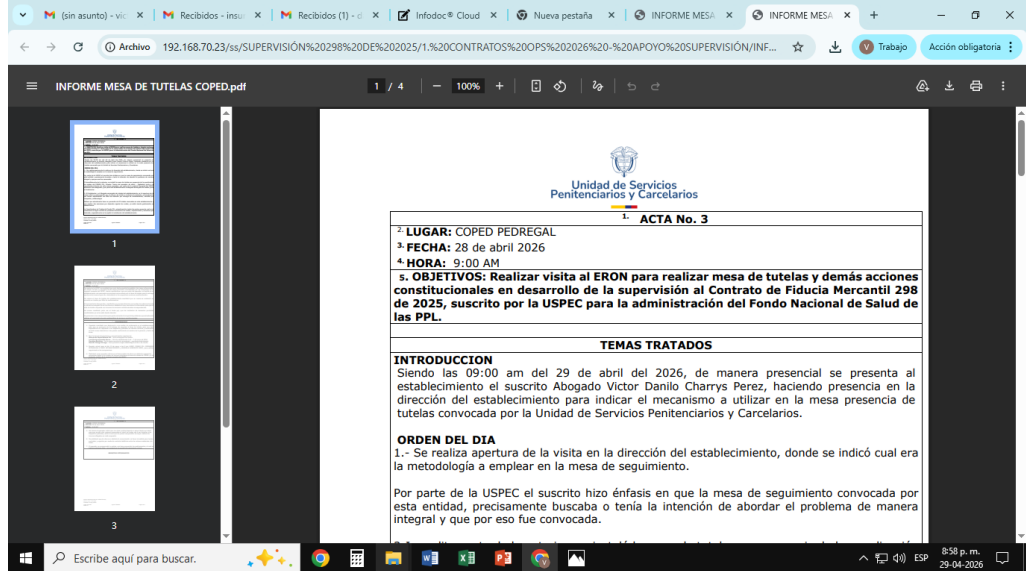 (sin asunto) - vic
Recibidos - insu
Recibidos (1) - d
Infodoc® Cloud
Nueva pestaña
INFORME MESA
INFORME MESA
Archivo
192.168.70.23/ss/SUPERVISIÓN%20298%20DE%202025/1.%20CONTRATOS%20OPS%202026%20-%20APOYO%20SUPERVISIÓN/INF...
V Trabajo
Acción obligatoria
INFORME MESA DE TUTELAS COPED.pdf
1 / 4
100%
1
2
3
Unidad de Servicios
Penitenciarios y Carcelarios
1. ACTA No. 3
2. LUGAR: COPED PEDREGAL
3. FECHA: 28 de abril 2026
4. HORA: 9:00 AM
5. OBJETIVOS: Realizar visita al ERON para realizar mesa de tutelas y demás acciones
constitucionales en desarrollo de la supervisión al Contrato de Fiducia Mercantil 298
de 2025, suscrito por la USPEC para la administración del Fondo Nacional de Salud de
las PPL.
TEMAS TRATADOS
INTRODUCCION
Siendo las 09:00 am del 29 de abril del 2026, de manera presencial se presenta al
establecimiento el suscrito Abogado Victor Danilo Charrys Perez, haciendo presencia en la
dirección del establecimiento para indicar el mecanismo a utilizar en la mesa presencia de
tutelas convocada por la Unidad de Servicios Penitenciarios y Carcelarios.
ORDEN DEL DIA
1.- Se realiza apertura de la visita en la dirección del establecimiento, donde se indicó cual era
la metodología a emplear en la mesa de seguimiento.
Por parte de la USPEC el suscrito hizo énfasis en que la mesa de seguimiento convocada por
esta entidad, precisamente buscaba o tenía la intención de abordar el problema de manera
integral y que por eso fue convocada.
Escribe aquí para buscar.
ESP
8:58 p. m.
29-04-2026